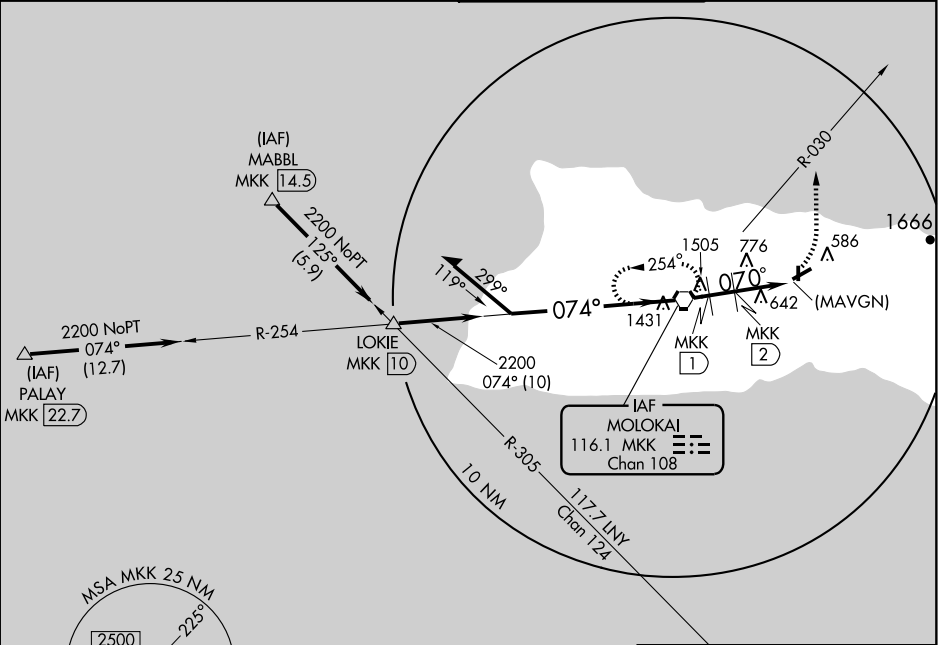 (IAF)
MABBL
MKK 14.5
2200 NoPT
125°
(5.9)
R-030
1666
1505
776
586
254°
070°
299°
119°
074°
1431
642
(MAVGN)
MKK
1
MKK
2
2200 NoPT
074°
(12.7)
R-254
LOKIE
MKK 10
2200
074° (10)
(IAF)
PALAY
MKK 22.7
IAF
MOLOKAI
116.1 MKK
Chan 108
R-305
117.7 LNY
Chan 124
10 NM
MSA MKK 25 NM
2500
225°